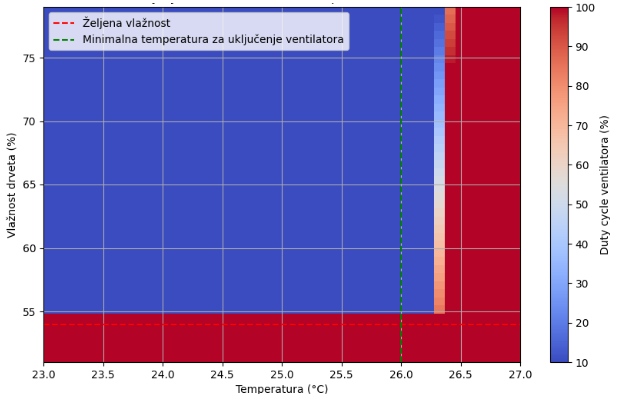 Željena vlažnost
Minimalna temperatura za uključenje ventilatora
Vlažnost drveta (%)
75
70
65
60
55
23.0 23.5 24.0 24.5 25.0 25.5 26.0 26.5 27.0
Temperatura (°C)
100
90
80
70
60
50
40
30
20
10
Duty cycle ventilatora (%)